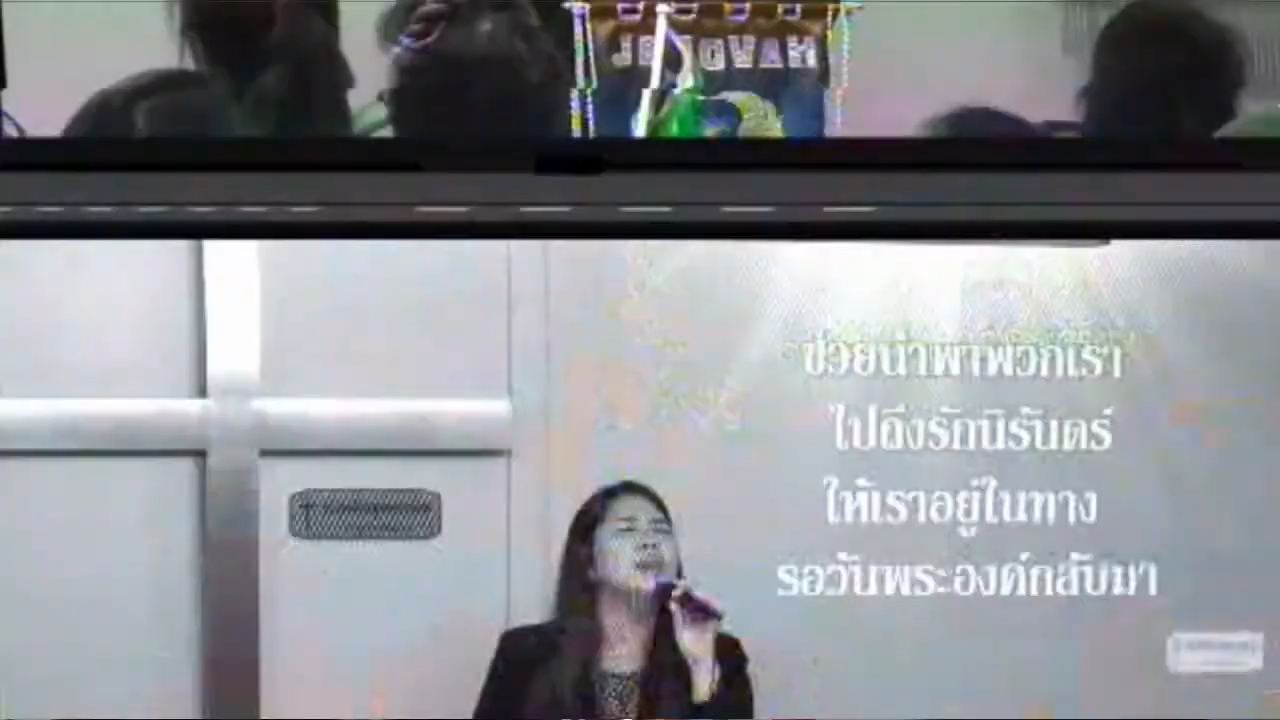 JEHOVAH
ช่วยนำพาพวกเรา
ไปถึงรักนิรันดร์
ให้เราอยู่ในทาง
รอวันพระองค์กลับมา